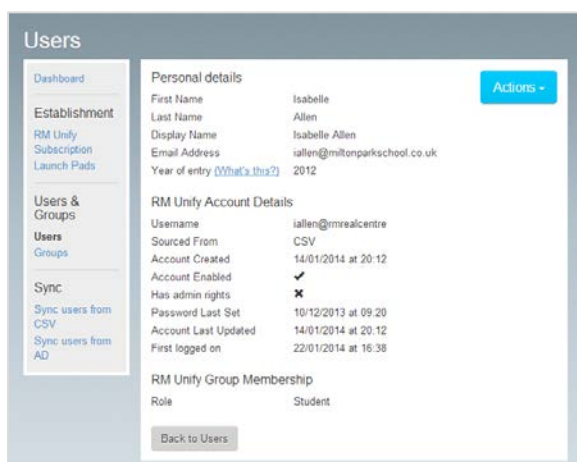 Users
Dashboard
Establishment
RM Unify
Subscription
Launch Pads
Users &
Groups
Users
Groups
Sync
Sync users from
CSV
Sync users from
AD
Personal details
Actions
First Name Isabelle
Last Name Allen
Display Name Isabelle Allen
Email Address iallen@miltonparkschool.co.uk
Year of entry (What's this?) 2012
RM Unify Account Details
Username iallen@rmrealcentre
Sourced From CSV
Account Created 14/01/2014 at 20:12
Account Enabled ✔
Has admin rights ✖
Password Last Set 10/12/2013 at 09:20
Account Last Updated 14/01/2014 at 20:12
First logged on 22/01/2014 at 16:38
RM Unify Group Membership
Role Student
Back to Users